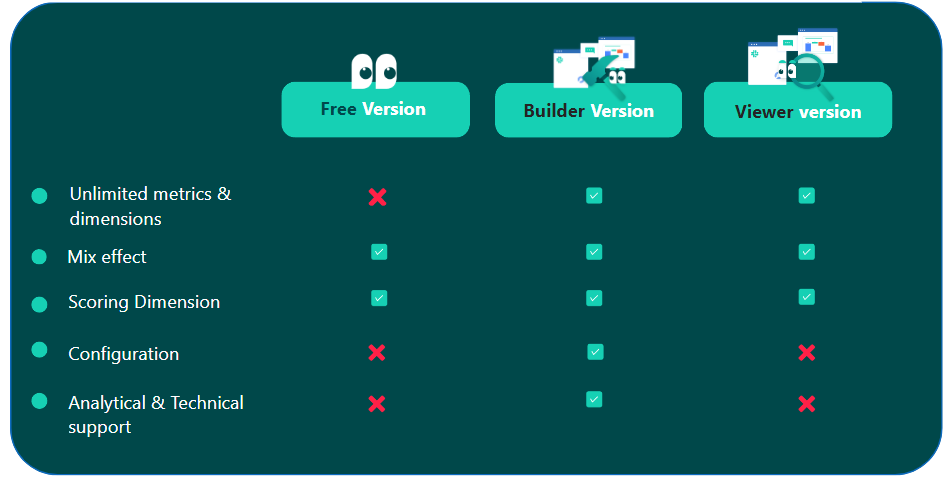 Free Version
Builder Version
Viewer version
Unlimited metrics &
dimensions
Mix effect
Scoring Dimension
Configuration
Analytical & Technical
support